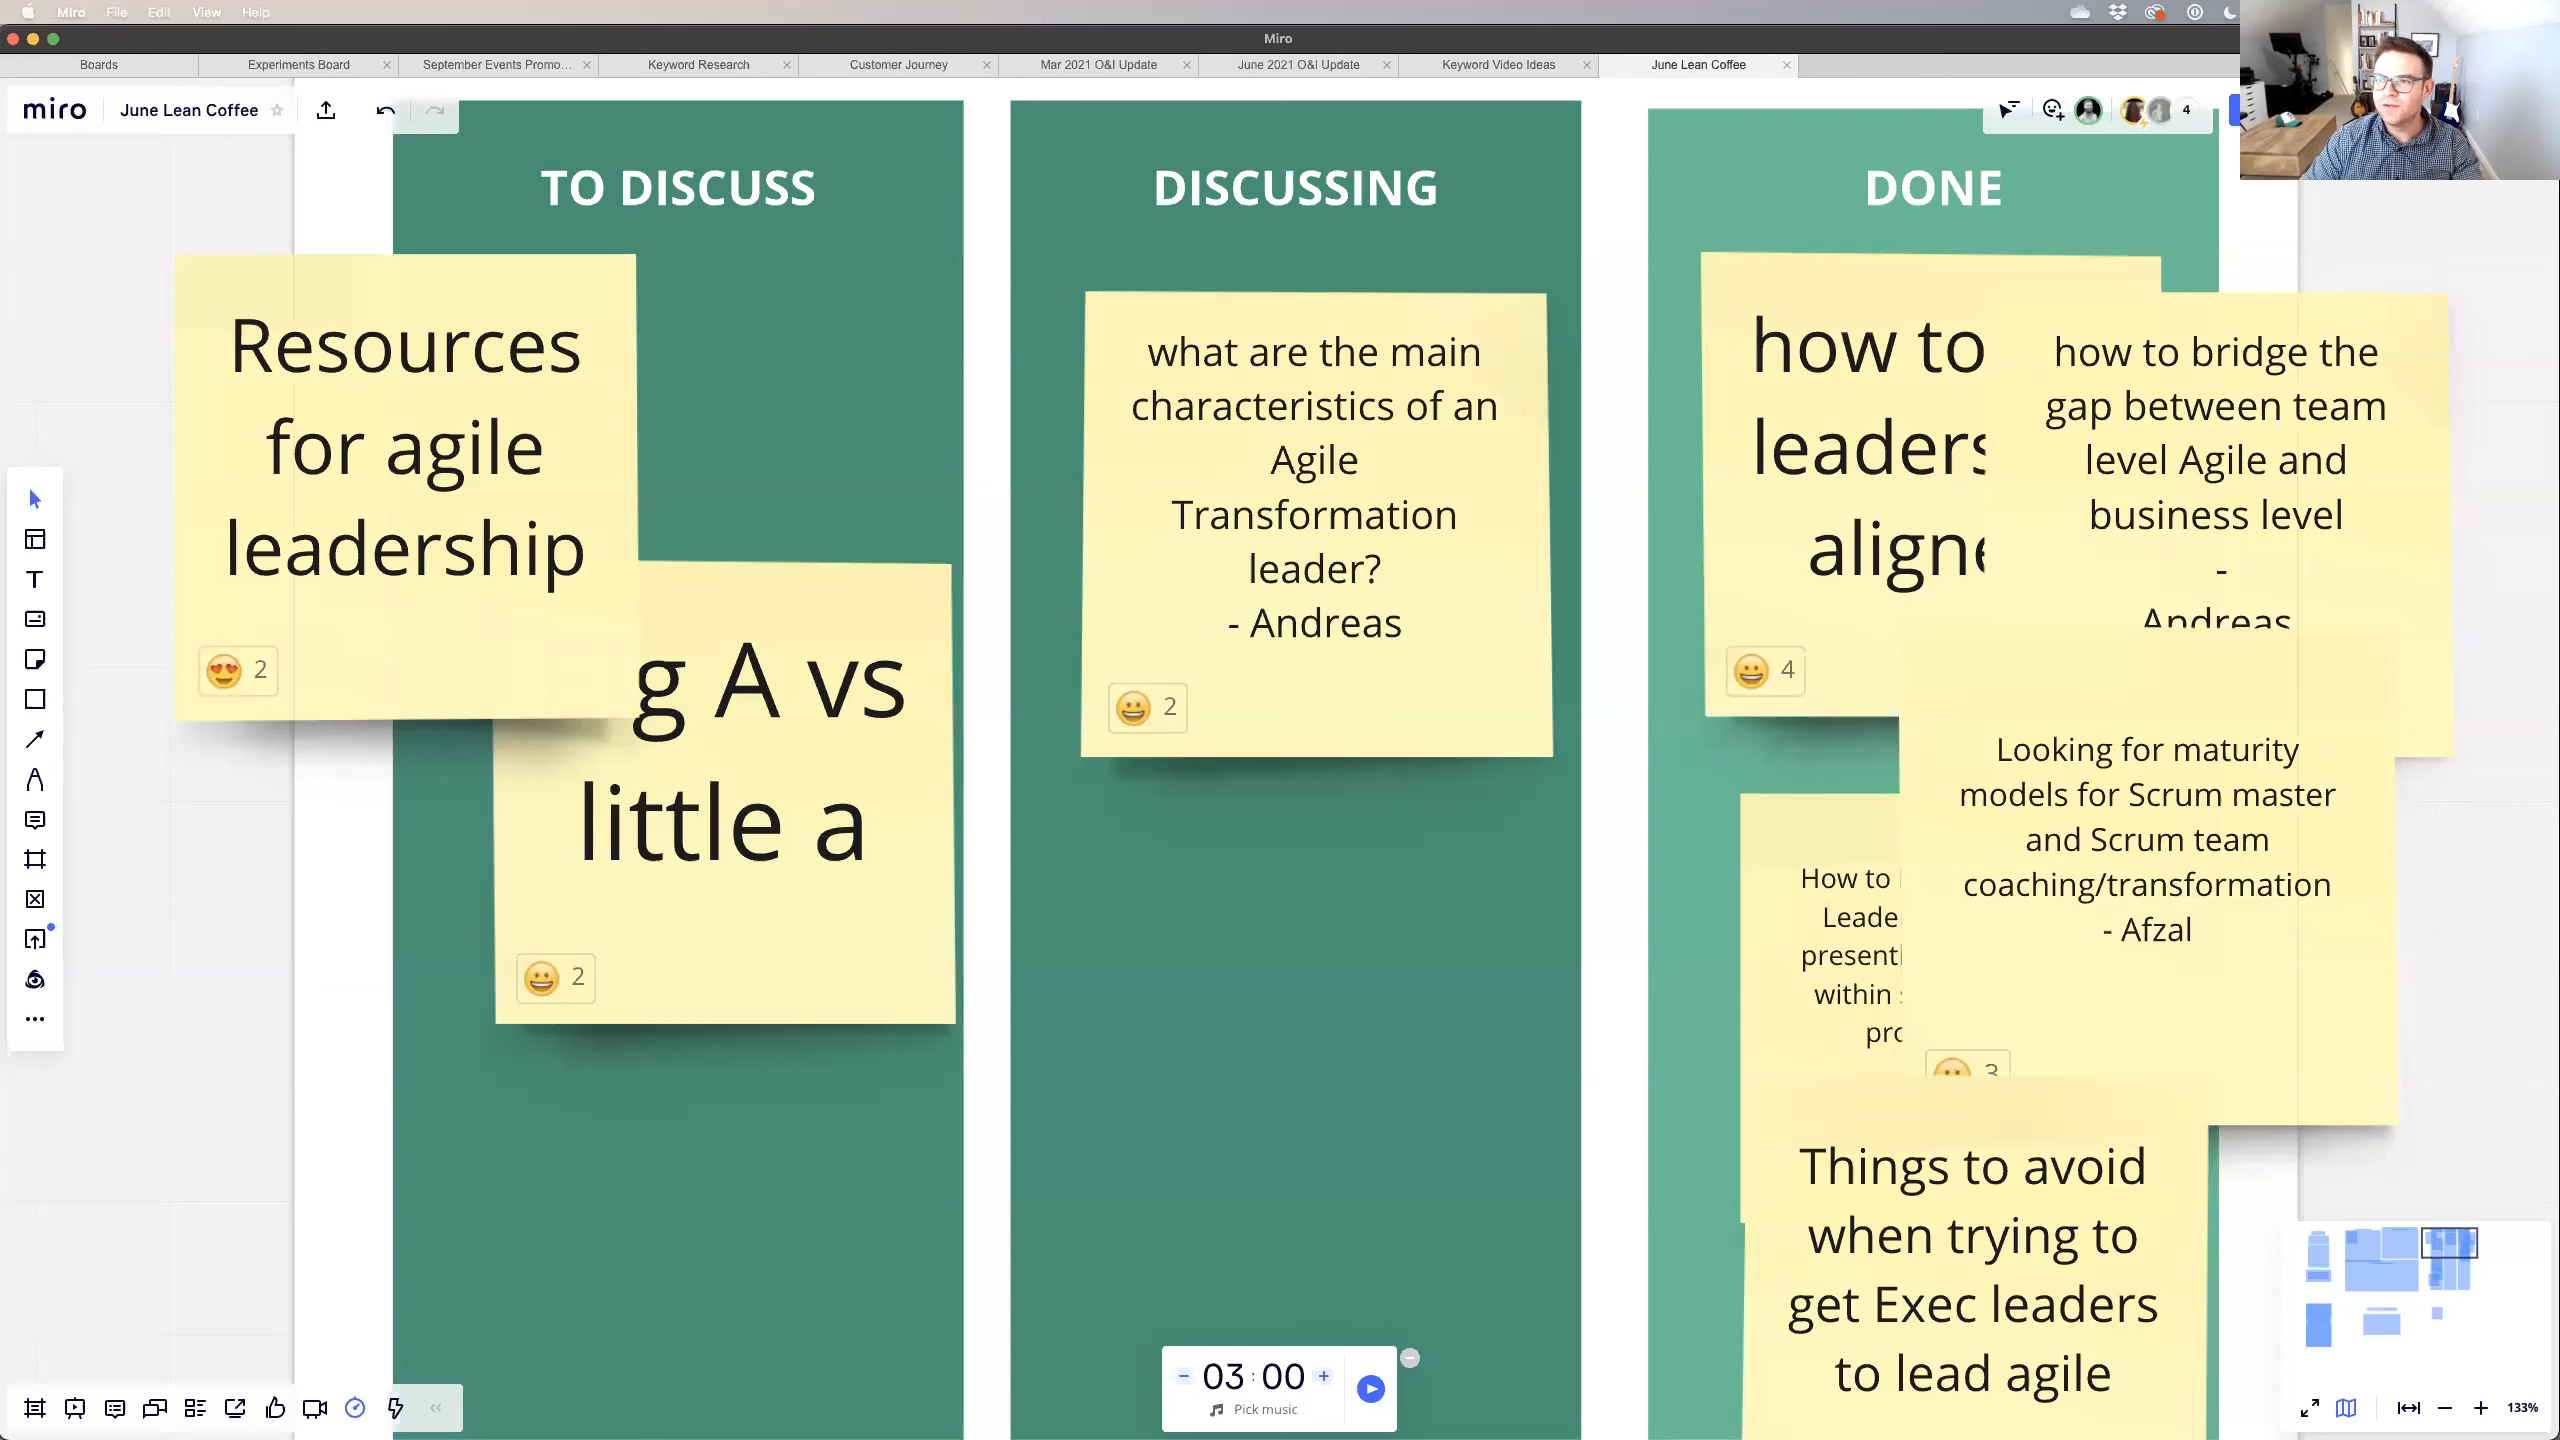 Miro File Edit View Help
Miro
Boards Experiments Board September Events Promo... Keyword Research Customer Journey Mar 2021 O&I Update June 2021 O&I Update Keyword Video Ideas June Lean Coffee
miro June Lean Coffee
4
TO DISCUSS
Resources
for agile
leadership
2
g A vs
little a
2
DISCUSSING
what are the main
characteristics of an
Agile
Transformation
leader?
- Andreas
2
DONE
how to
leaders
4
how to bridge the
gap between team
level Agile and
business level
-
Andreas
Looking for maturity
models for Scrum master
and Scrum team
coaching/transformation
- Afzal
3
How to
within
Things to avoid
when trying to
get Exec leaders
to lead agile
03 : 00
Pick music
133%